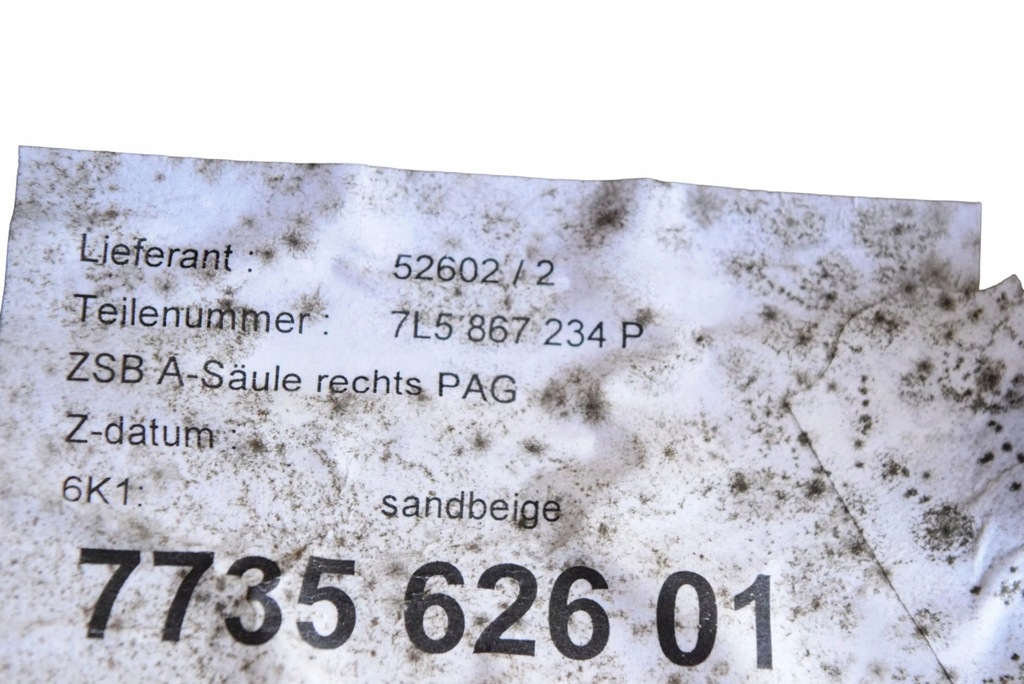 Lieferant : 52602 / 2
Teilenummer : 7L5 867 234 P
ZSB A-Säule rechts PAG
Z-datum :
6K1: sandbeige
7735 626 01